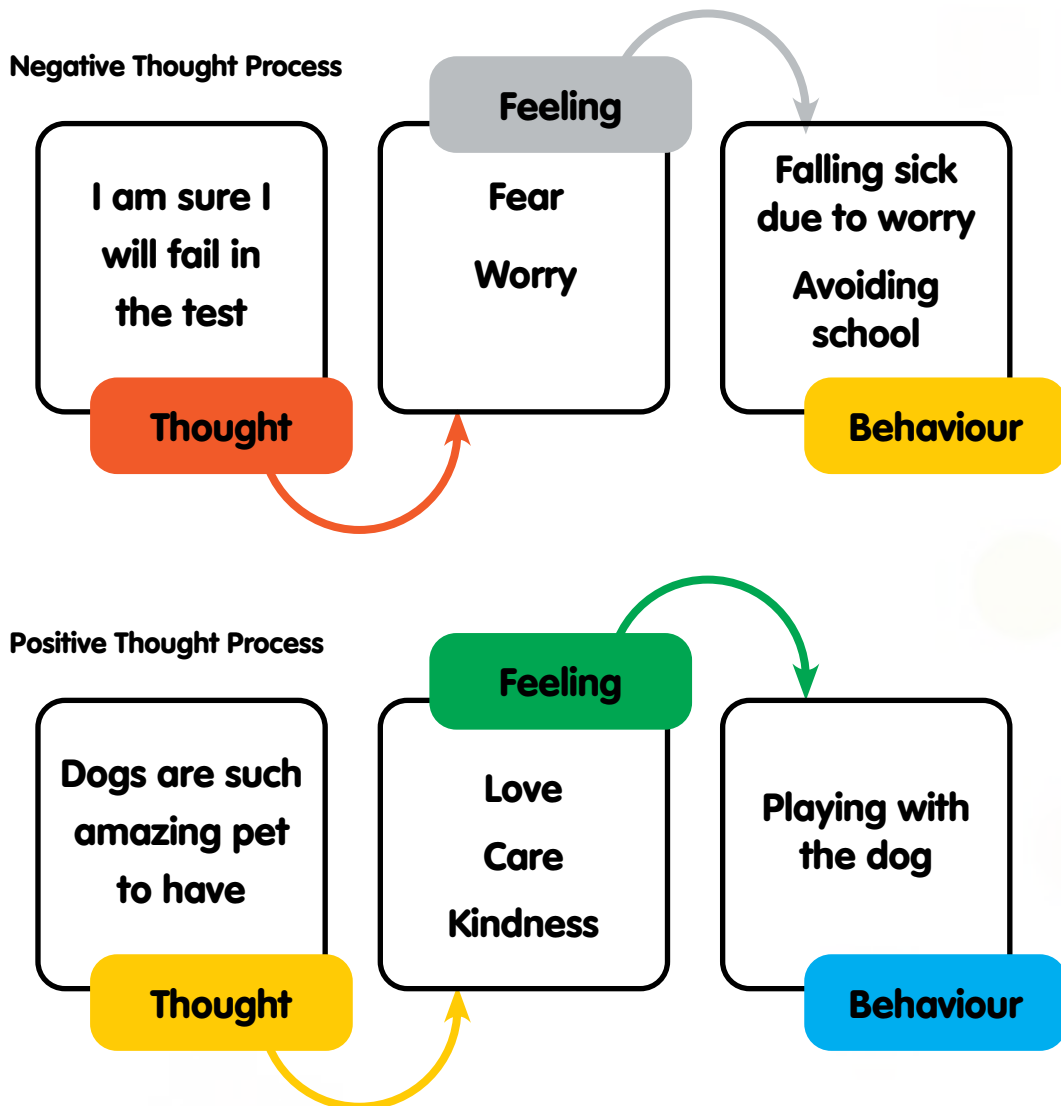 Negative Thought Process
I am sure I
will fail in
the test
Thought
Feeling
Fear
Worry
Falling sick
due to worry
Avoiding
school
Behaviour
Positive Thought Process
Dogs are such
amazing pet
to have
Thought
Feeling
Love
Care
Kindness
Playing with
the dog
Behaviour